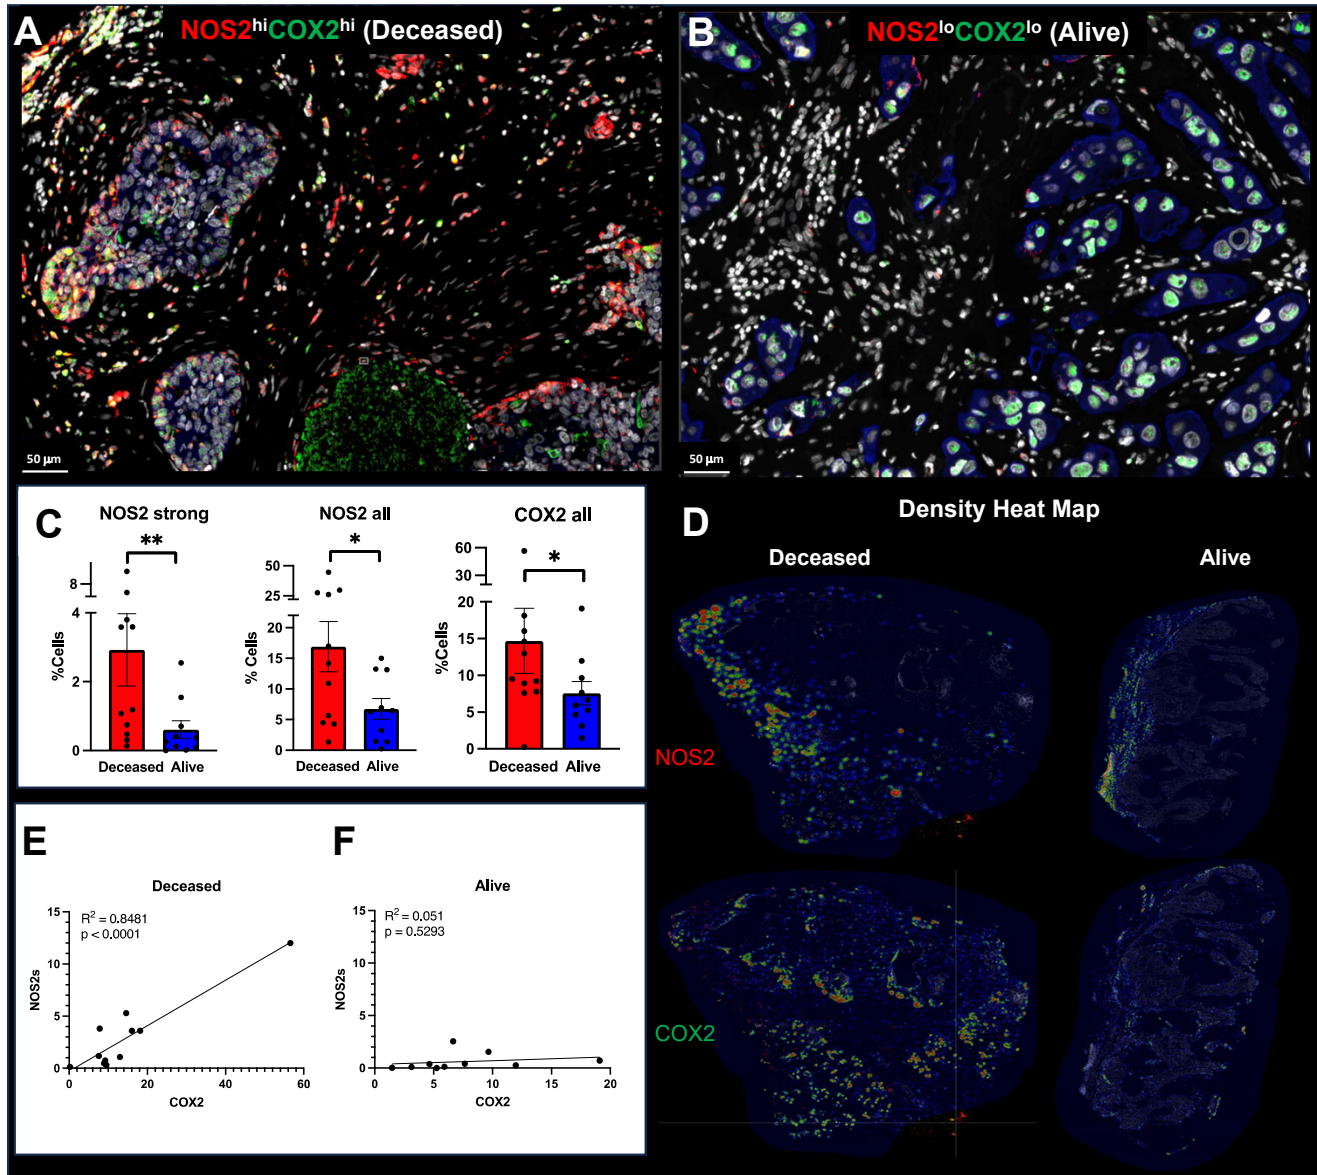 A
NOS2hiCOX2hi (Deceased)
50 µm
B
NOS2loCOX2lo (Alive)
50 µm
C
NOS2 strong
**
8
4
2
0
%Cells
Deceased Alive
NOS2 all
*
50
25
20
15
10
5
0
% Cells
Deceased Alive
COX2 all
*
60
30
20
15
10
5
0
%Cells
Deceased Alive
D
Density Heat Map
Deceased
Alive
NOS2
COX2
E
Deceased
R2 = 0.8481
p < 0.0001
15
10
5
0
NOS2s
0 20 40 60
COX2
F
Alive
R2 = 0.051
p = 0.5293
15
10
5
0
NOS2s
0 5 10 15 20
COX2